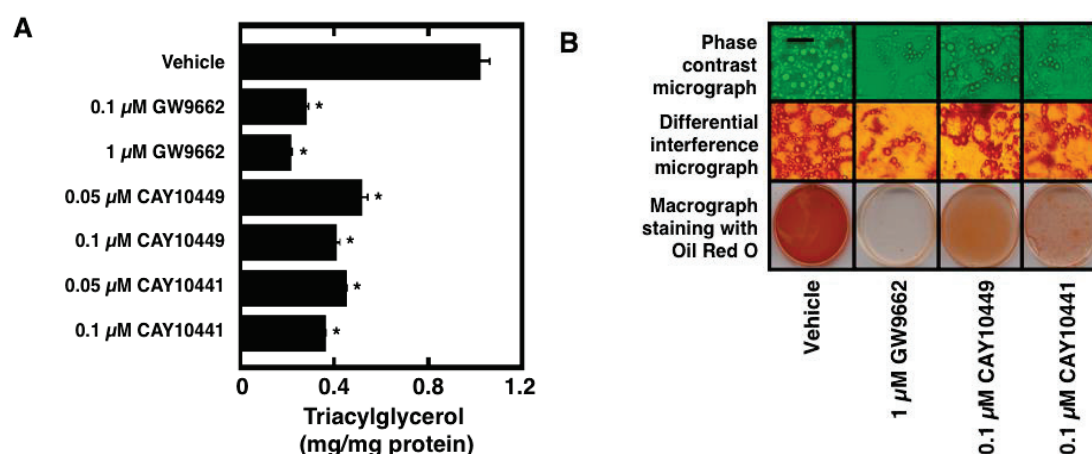 A
Vehicle
0.1 µM GW9662
1 µM GW9662
0.05 µM CAY10449
0.1 µM CAY10449
0.05 µM CAY10441
0.1 µM CAY10441
*
*
*
*
*
*
0
0.4
0.8
1.2
Triacylglycerol
(mg/mg protein)
B
Phase
contrast
micrograph
Differential
interference
micrograph
Macrograph
staining with
Oil Red O
Vehicle
1 µM GW9662
0.1 µM CAY10449
0.1 µM CAY10441